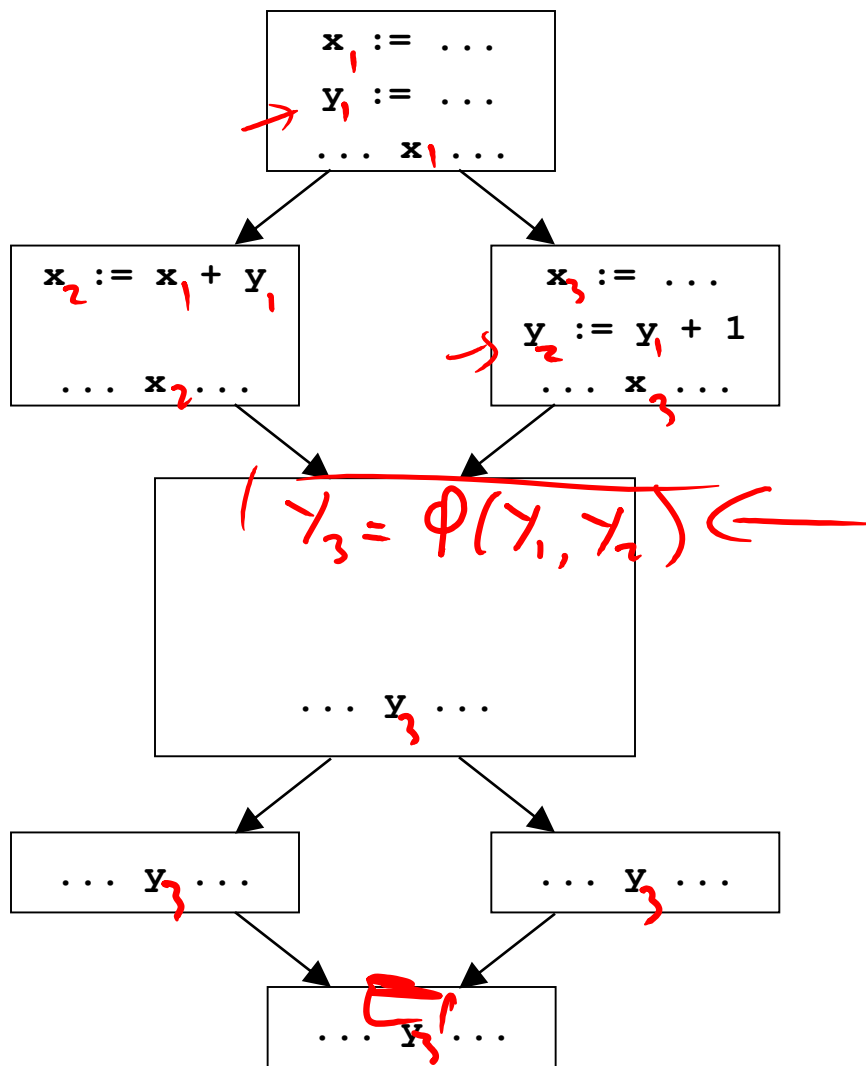 x₁ := ...
y₁ := ...
... x₁ ...
x₂ := x₁ + y₁
... x₂ ...
x₃ := ...
y₂ := y₁ + 1
... x₃ ...
Y₃ = Φ(Y₁, Y₂)
... y₃ ...
... y₃ ...
... y₃ ...
... y₃ ...